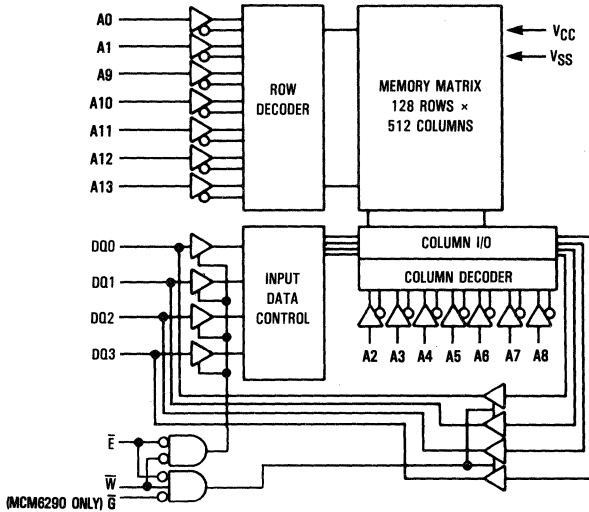 A0
A1
A9
A10
A11
A12
A13
ROW
DECODER
MEMORY MATRIX
128 ROWS ×
512 COLUMNS
VCC
VSS
DQ0
DQ1
DQ2
DQ3
INPUT
DATA
CONTROL
COLUMN I/O
COLUMN DECODER
A2 A3 A4 A5 A6 A7 A8
E̅
W̅
(MCM6290 ONLY) G̅